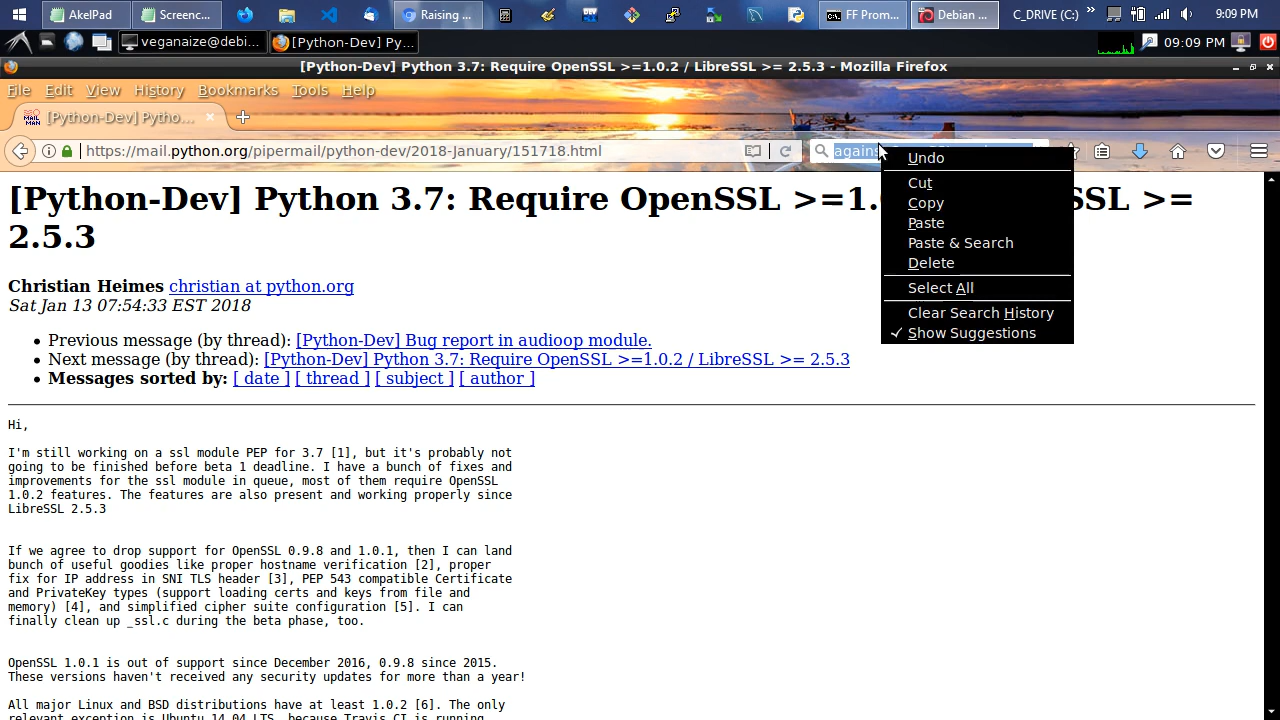 AkelPad
Screenc...
Raising ...
FF Prom...
Debian ...
C_DRIVE (C:)
9:09 PM
veganaize@debi...
[Python-Dev] Py...
09:09 PM
[Python-Dev] Python 3.7: Require OpenSSL >=1.0.2 / LibreSSL >= 2.5.3 - Mozilla Firefox
File Edit View History Bookmarks Tools Help
MAIL MAN
[Python-Dev] Pytho...
https://mail.python.org/pipermail/python-dev/2018-January/151718.html
agains
Undo
Cut
Copy
Paste
Paste & Search
Delete
Select All
Clear Search History
Show Suggestions
[Python-Dev] Python 3.7: Require OpenSSL >=1. SSL >=
2.5.3
Christian Heimes christian at python.org
Sat Jan 13 07:54:33 EST 2018
Previous message (by thread): [Python-Dev] Bug report in audioop module.
Next message (by thread): [Python-Dev] Python 3.7: Require OpenSSL >=1.0.2 / LibreSSL >= 2.5.3
Messages sorted by: [ date ] [ thread ] [ subject ] [ author ]
Hi,
I'm still working on a ssl module PEP for 3.7 [1], but it's probably not
going to be finished before beta 1 deadline. I have a bunch of fixes and
improvements for the ssl module in queue, most of them require OpenSSL
1.0.2 features. The features are also present and working properly since
LibreSSL 2.5.3
If we agree to drop support for OpenSSL 0.9.8 and 1.0.1, then I can land
bunch of useful goodies like proper hostname verification [2], proper
fix for IP address in SNI TLS header [3], PEP 543 compatible Certificate
and PrivateKey types (support loading certs and keys from file and
memory) [4], and simplified cipher suite configuration [5]. I can
finally clean up _ssl.c during the beta phase, too.
OpenSSL 1.0.1 is out of support since December 2016, 0.9.8 since 2015.
These versions haven't received any security updates for more than a year!
All major Linux and BSD distributions have at least 1.0.2 [6]. The only
relevant exception is Ubuntu 14.04 LTS, because Travis CI is running